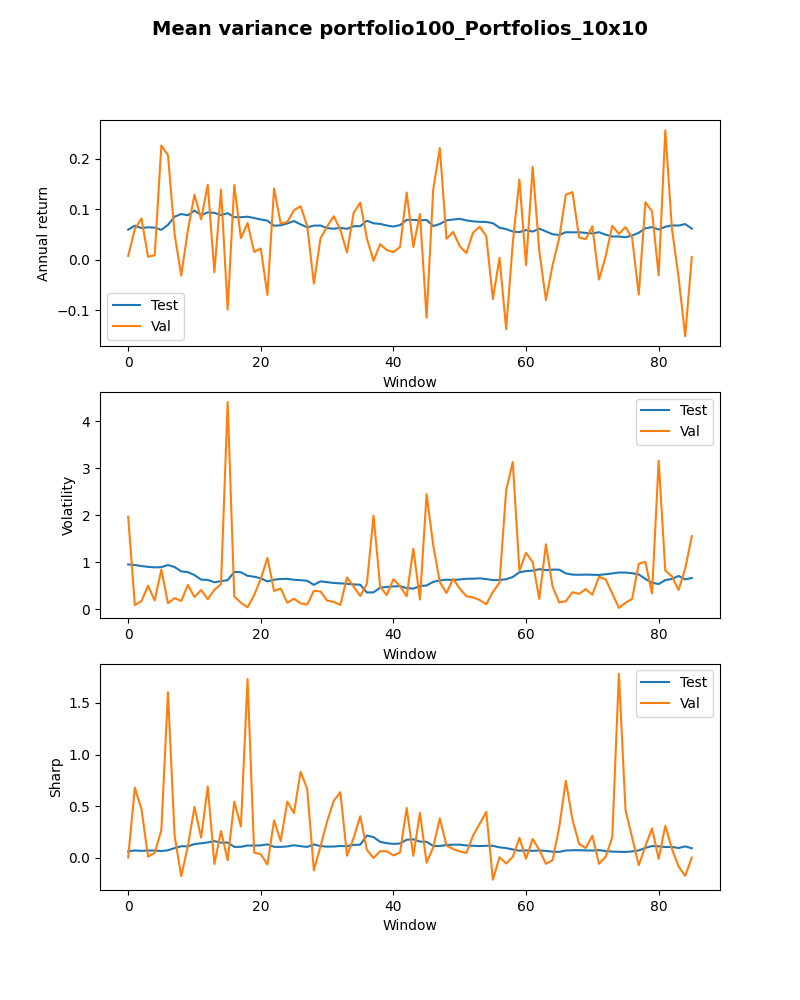 Mean variance portfolio100_Portfolios_10x10
Annual return
0.2
0.1
0.0
−0.1
Test
Val
0 20 40 60 80
Window
Volatility
4
3
2
1
0
Test
Val
0 20 40 60 80
Window
Sharp
1.5
1.0
0.5
0.0
Test
Val
0 20 40 60 80
Window